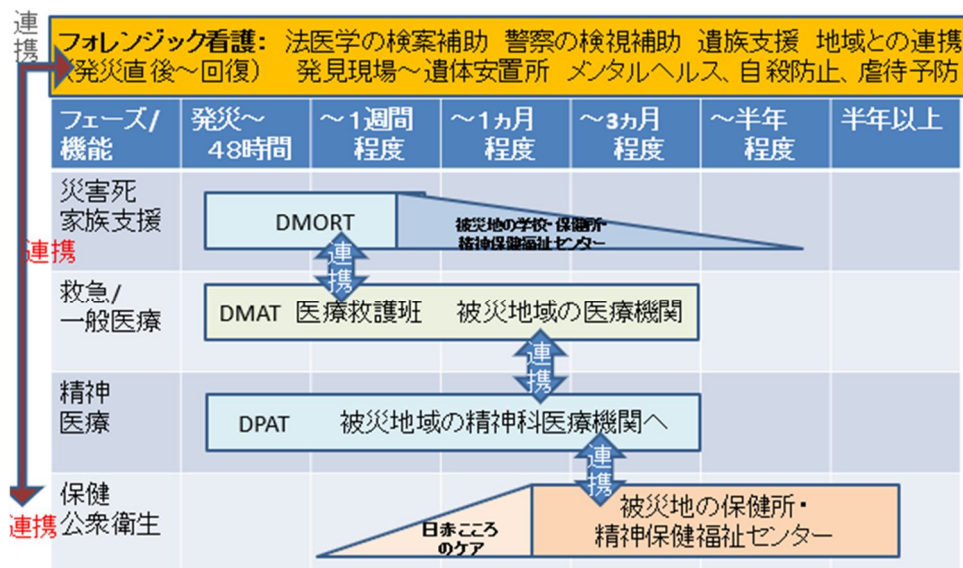 連携
フォレンジック看護: 法医学の検案補助 警察の検視補助 遺族支援 地域との連携
(発災直後～回復) 発見現場～遺体安置所 メンタルヘルス、自殺防止、虐待予防
フェーズ/機能
発災～48時間
～1週間程度
～1ヵ月程度
～3ヵ月程度
～半年程度
半年以上
災害死
家族支援
DMORT
被災地の学校・保健所・
精神保健福祉センター
連携
連携
救急/
一般医療
DMAT 医療救護班 被災地域の医療機関
連携
精神
医療
DPAT 被災地域の精神科医療機関へ
連携
保健
公衆衛生
連携
日赤こころ
のケア
被災地の保健所・
精神保健福祉センター